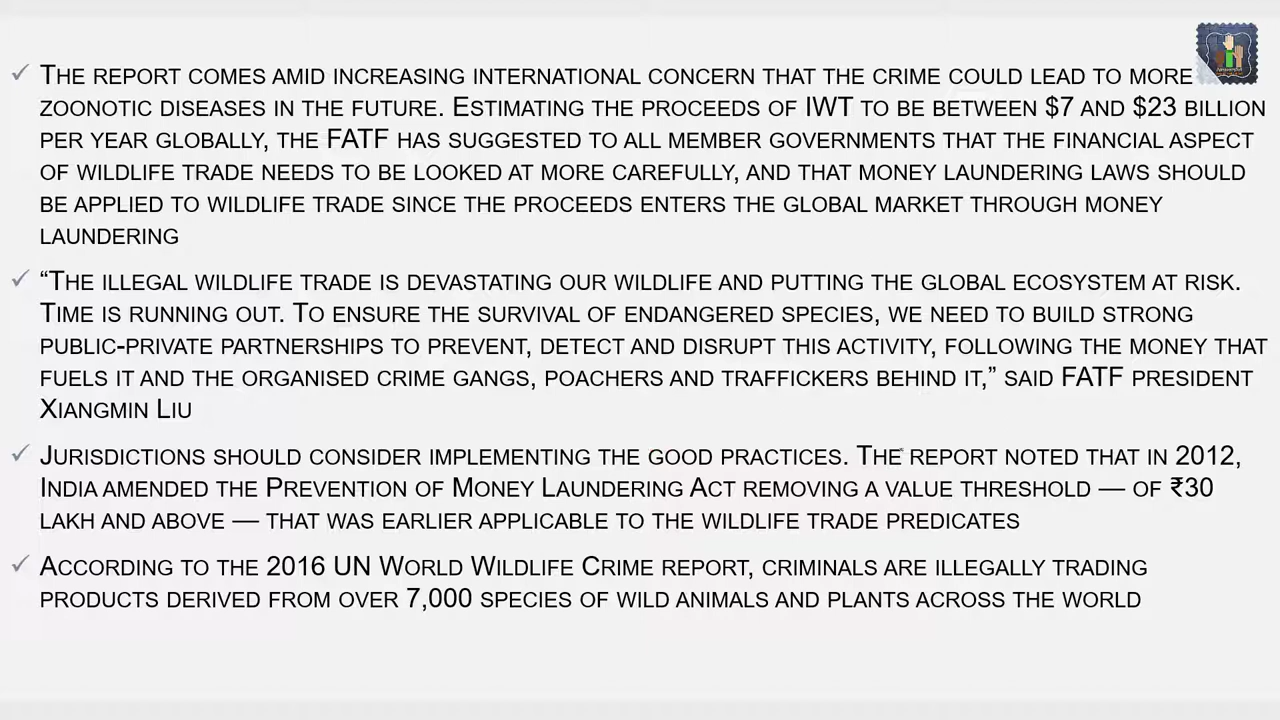 The report comes amid increasing international concern that the crime could lead to more
zoonotic diseases in the future. Estimating the proceeds of IWT to be between $7 and $23 billion
per year globally, the FATF has suggested to all member governments that the financial aspect
of wildlife trade needs to be looked at more carefully, and that money laundering laws should
be applied to wildlife trade since the proceeds enters the global market through money
laundering
“The illegal wildlife trade is devastating our wildlife and putting the global ecosystem at risk.
Time is running out. To ensure the survival of endangered species, we need to build strong
public-private partnerships to prevent, detect and disrupt this activity, following the money that
fuels it and the organised crime gangs, poachers and traffickers behind it,” said FATF president
Xiangmin Liu
Jurisdictions should consider implementing the good practices. The report noted that in 2012,
India amended the Prevention of Money Laundering Act removing a value threshold — of ₹30
lakh and above — that was earlier applicable to the wildlife trade predicates
According to the 2016 UN World Wildlife Crime report, criminals are illegally trading
products derived from over 7,000 species of wild animals and plants across the world